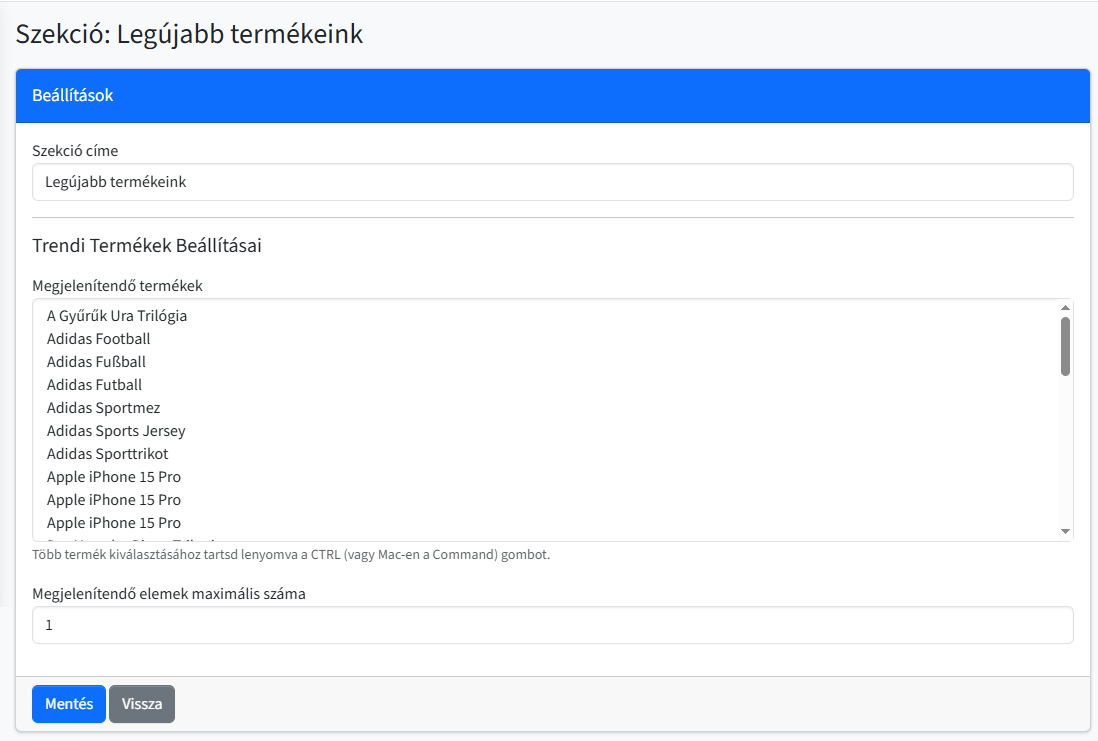 Szekció: Legújabb termékeink
Beállítások
Szekció címe
Legújabb termékeink
Trendi Termékek Beállításai
Megjelenítendő termékek
A Gyűrűk Ura Trilógia
Adidas Football
Adidas Fußball
Adidas Futball
Adidas Sportmez
Adidas Sports Jersey
Adidas Sporttrikot
Apple iPhone 15 Pro
Apple iPhone 15 Pro
Apple iPhone 15 Pro
Több termék kiválasztásához tartsd lenyomva a CTRL (vagy Mac-en a Command) gombot.
Megjelenítendő elemek maximális száma
1
Mentés Vissza